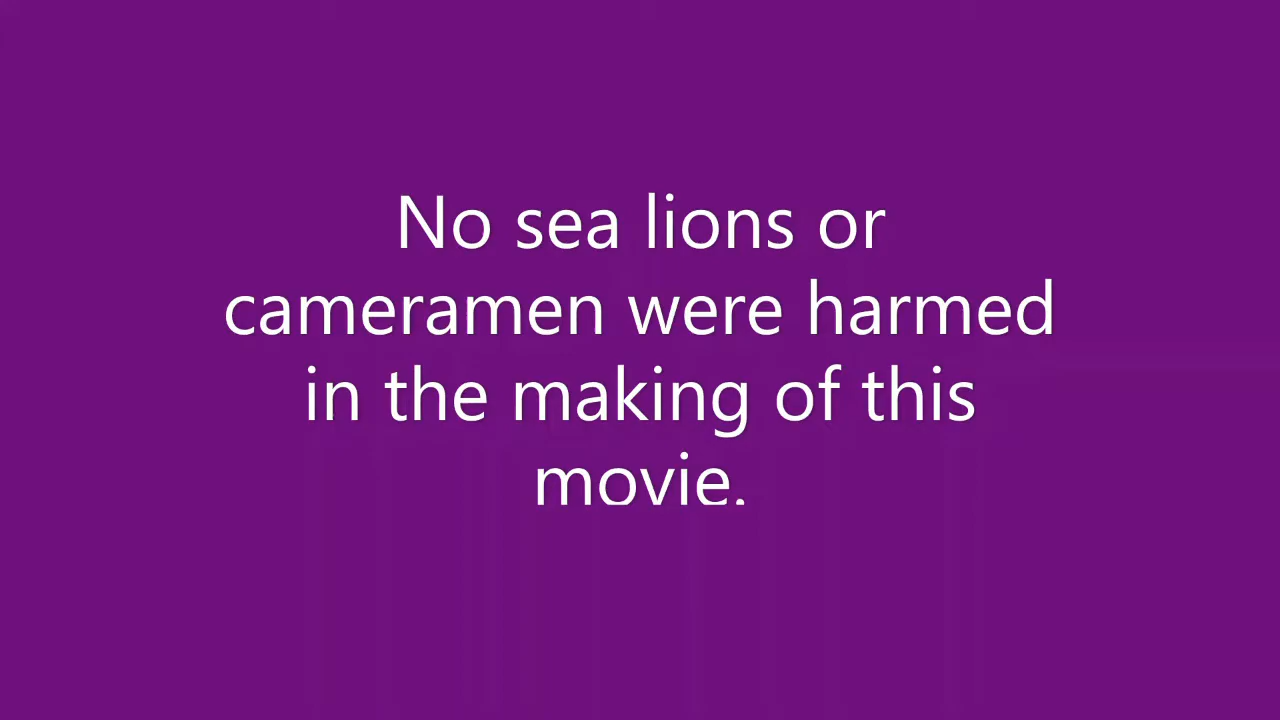 No sea lions or
cameramen were harmed
in the making of this
movie.